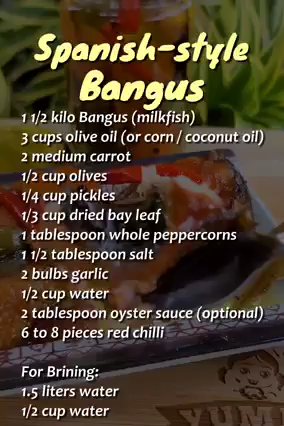 Spanish-style
Bangus
1 1/2 kilo Bangus (milkfish)
3 cups olive oil (or corn / coconut oil)
2 medium carrot
1/2 cup olives
1/4 cup pickles
1/3 cup dried bay leaf
1 tablespoon whole peppercorns
1 1/2 tablespoon salt
2 bulbs garlic
1/2 cup water
2 tablespoon oyster sauce (optional)
6 to 8 pieces red chilli
For Brining:
1.5 liters water
1/2 cup water